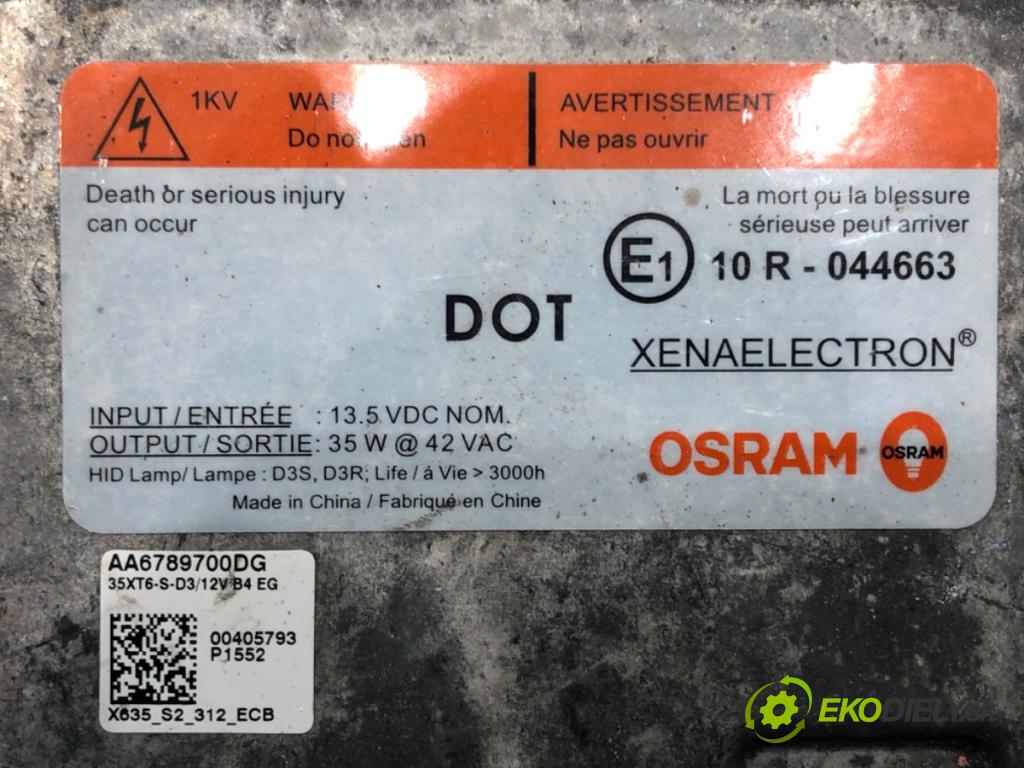 1KV
Do no en
AVERTISSEMENT
Ne pas ouvrir
Death or serious injury
can occur
La mort ou la blessure
sérieuse peut arriver
E1 10 R - 044663
DOT
XENAELECTRON®
INPUT / ENTRÉE : 13.5 VDC NOM.
OUTPUT / SORTIE: 35 W @ 42 VAC
HID Lamp/ Lampe : D3S, D3R; Life / á Vie > 3000h
Made in China / Fabriqué en Chine
OSRAM OSRAM
AA6789700DG
35XT6-S-D3/12V B4 EG
00405793
P1552
X635_S2_312_ECB